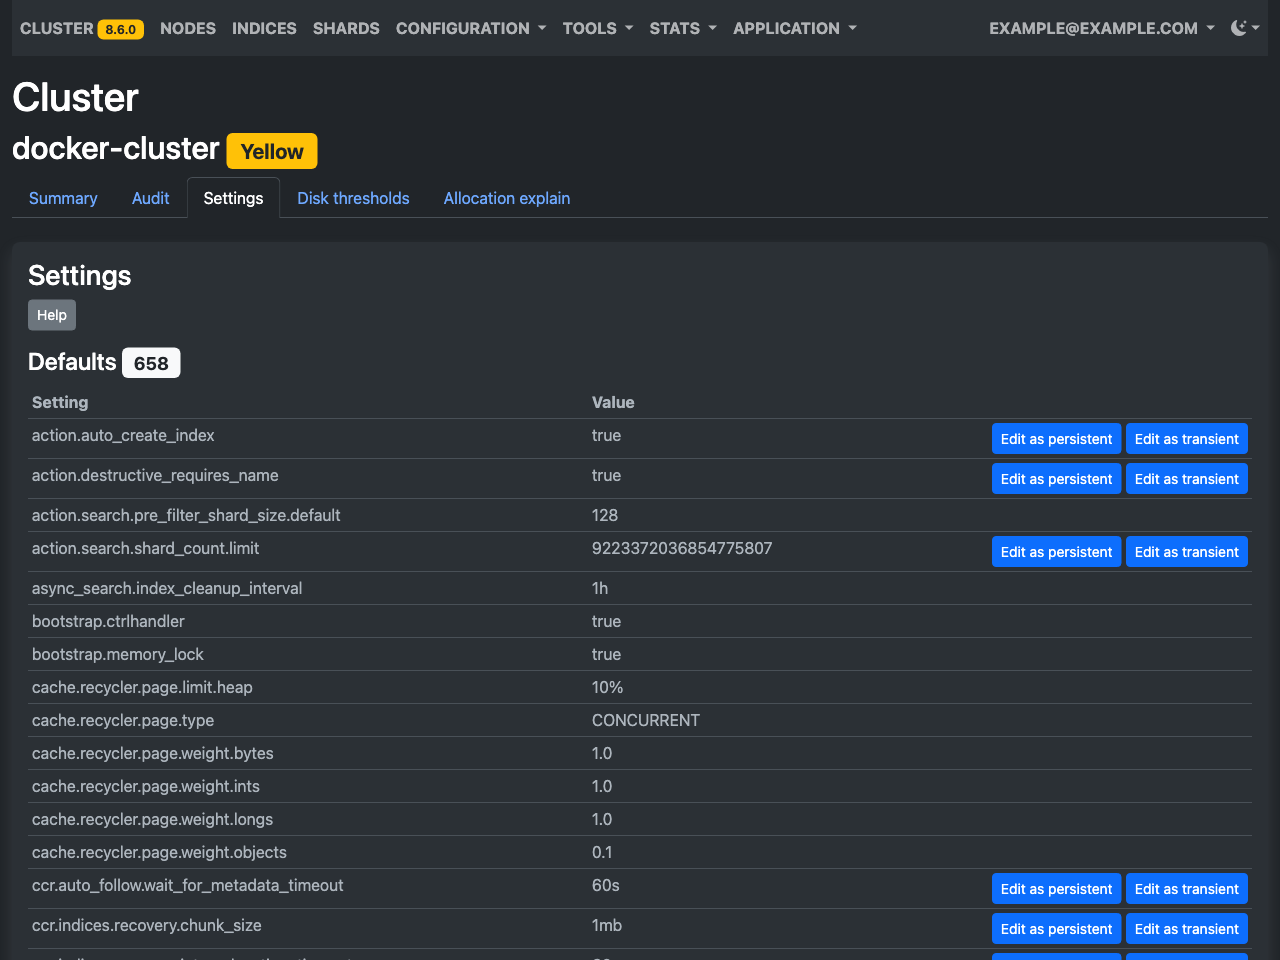 CLUSTER 8.6.0 NODES INDICES SHARDS CONFIGURATION TOOLS STATS APPLICATION EXAMPLE@EXAMPLE.COM
Cluster
docker-cluster Yellow
Summary Audit Settings Disk thresholds Allocation explain
Settings
Help
Defaults 658
Setting Value
action.auto_create_index true Edit as persistent Edit as transient
action.destructive_requires_name true Edit as persistent Edit as transient
action.search.pre_filter_shard_size.default 128
action.search.shard_count.limit 9223372036854775807 Edit as persistent Edit as transient
async_search.index_cleanup_interval 1h
bootstrap.ctrlhandler true
bootstrap.memory_lock true
cache.recycler.page.limit.heap 10%
cache.recycler.page.type CONCURRENT
cache.recycler.page.weight.bytes 1.0
cache.recycler.page.weight.ints 1.0
cache.recycler.page.weight.longs 1.0
cache.recycler.page.weight.objects 0.1
ccr.auto_follow.wait_for_metadata_timeout 60s Edit as persistent Edit as transient
ccr.indices.recovery.chunk_size 1mb Edit as persistent Edit as transient